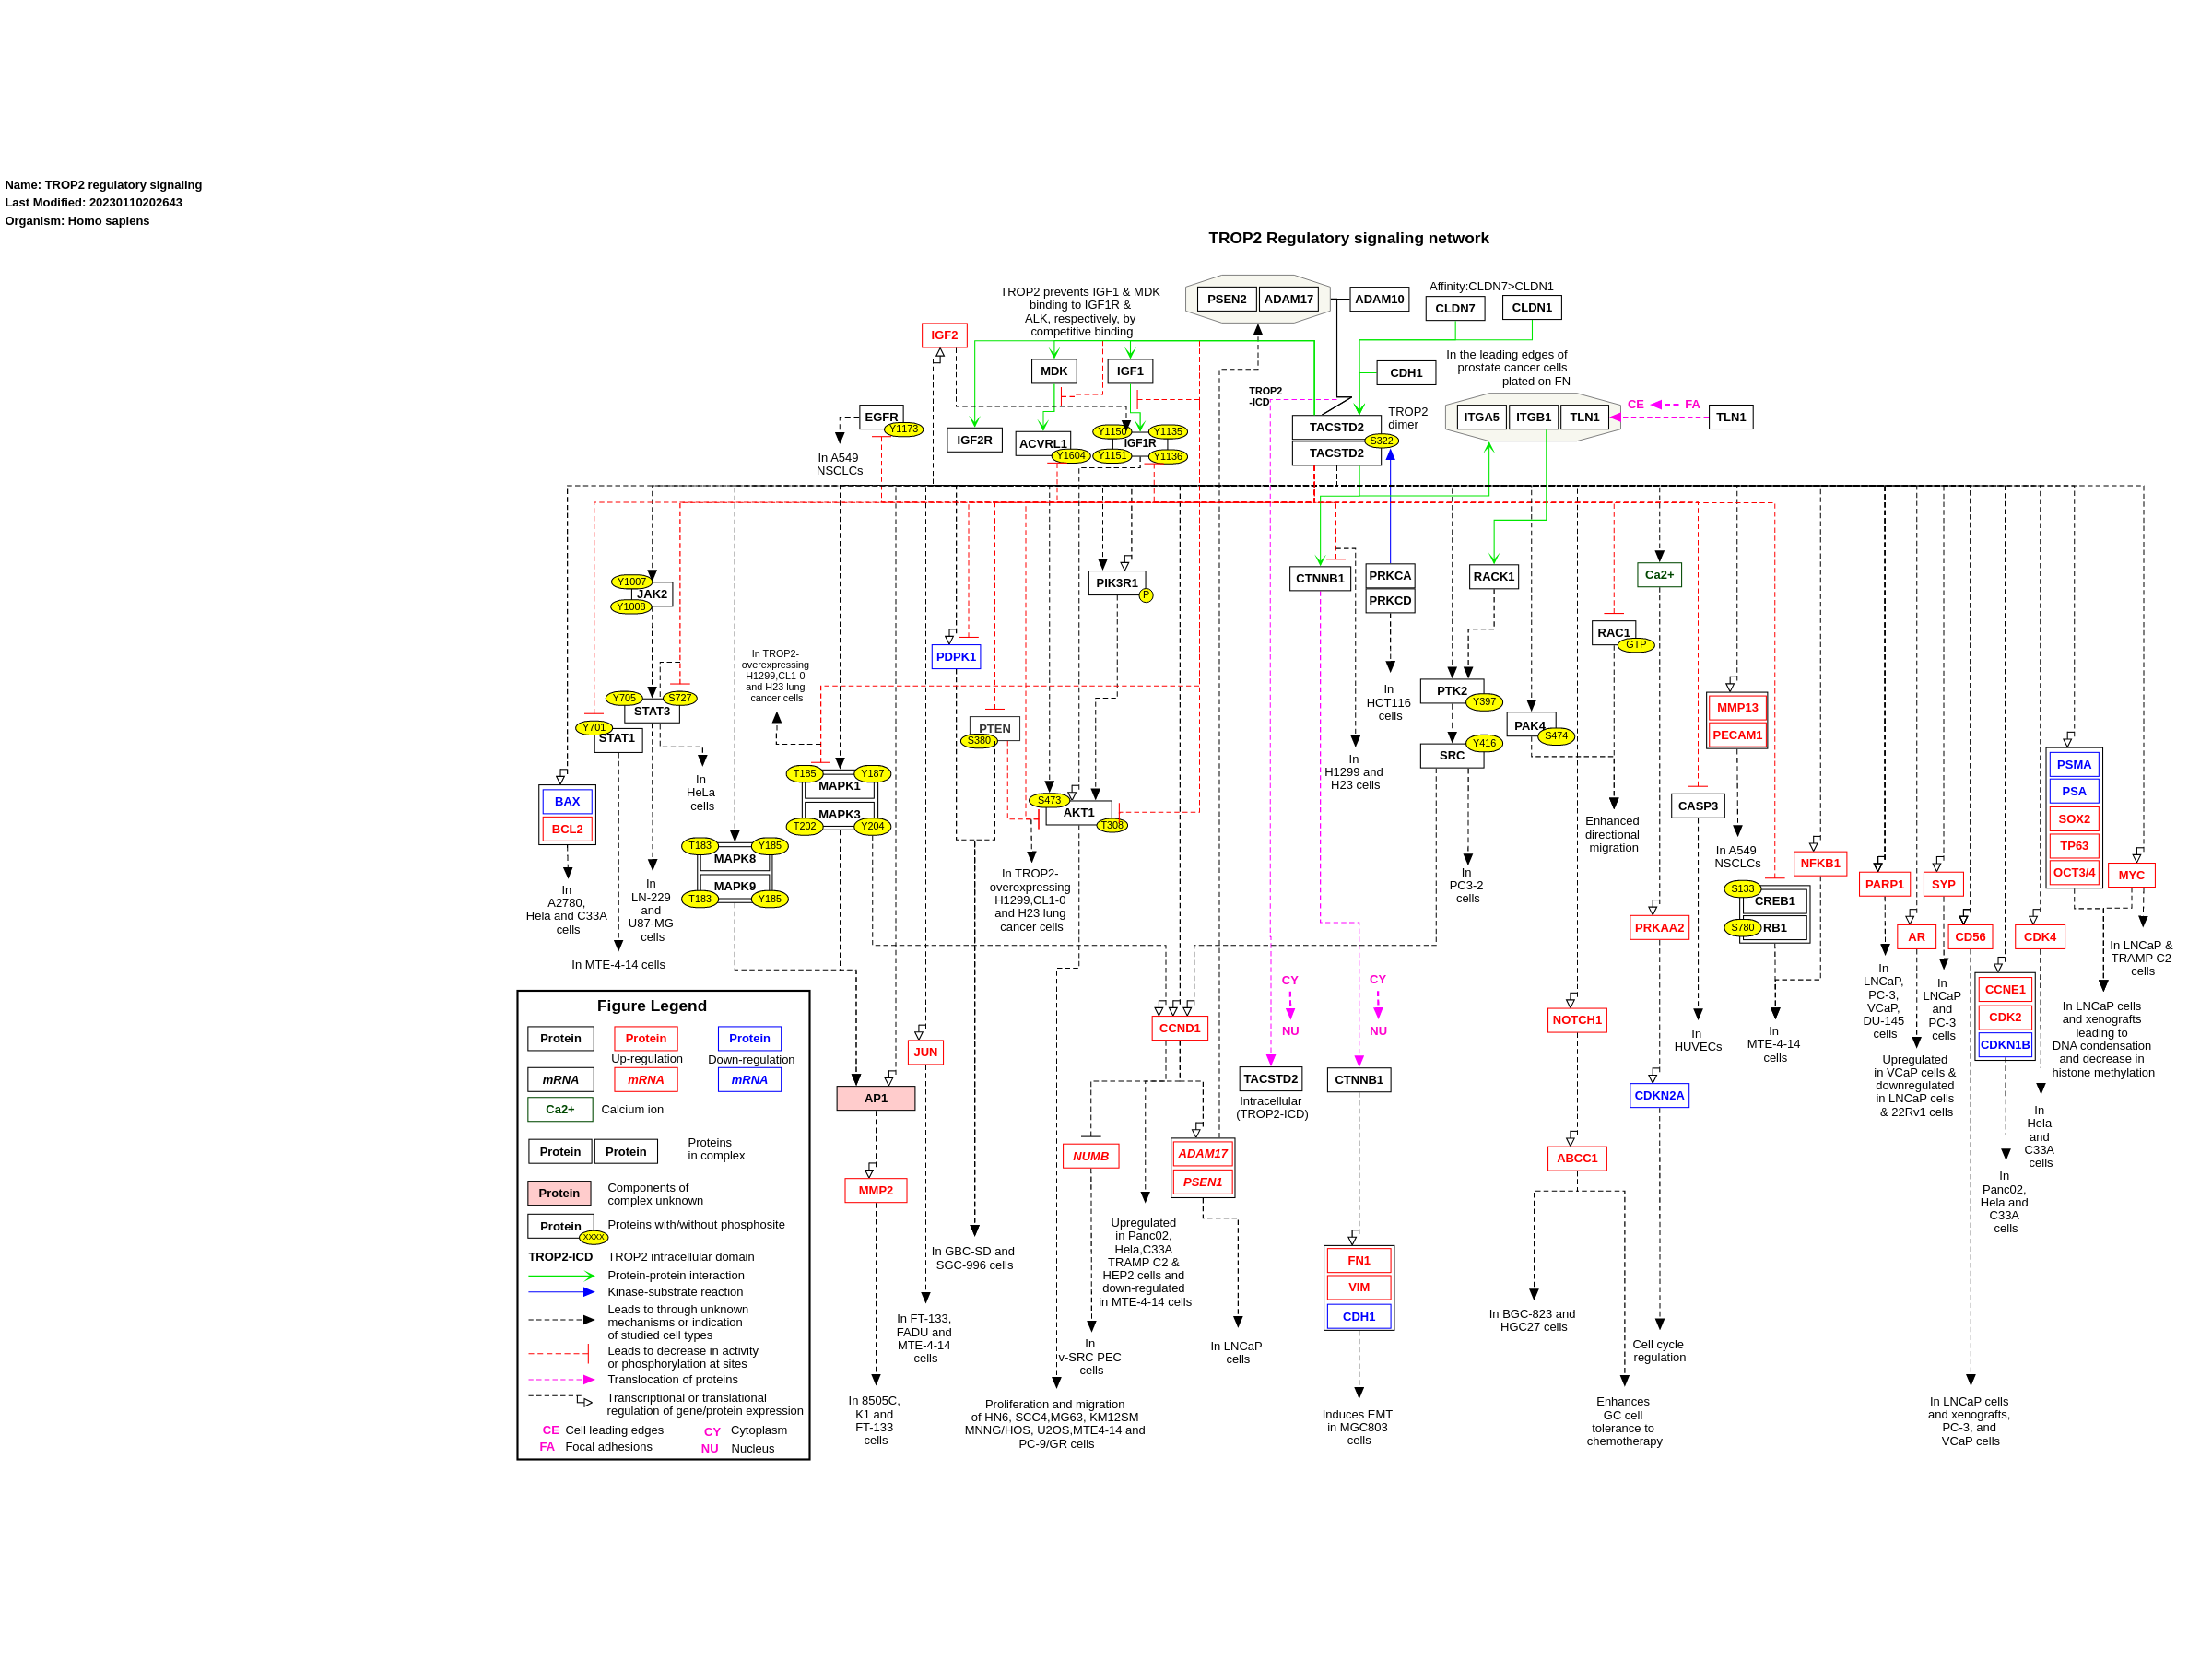 Name: TROP2 regulatory signaling
Last Modified: 20230110202643
Organism: Homo sapiens
TROP2 Regulatory signaling network
TROP2 prevents IGF1 & MDK
binding to IGF1R &
ALK, respectively, by
competitive binding
PSEN2
ADAM17
ADAM10
Affinity:CLDN7>CLDN1
CLDN7
CLDN1
IGF2
MDK
IGF1
CDH1
In the leading edges of
prostate cancer cells
plated on FN
TROP2
-ICD
EGFR
Y1173
IGF2R
ACVRL1
Y1604
Y1150
Y1135
IGF1R
Y1151
Y1136
TACSTD2
TACSTD2
S322
TROP2
dimer
ITGA5
ITGB1
TLN1
CE
FA
TLN1
In A549
NSCLCs
Y1007
JAK2
Y1008
PIK3R1
P
CTNNB1
PRKCA
PRKCD
RACK1
Ca2+
RAC1
GTP
PDPK1
In TROP2-
overexpressing
H1299,CL1-0
and H23 lung
cancer cells
Y705
S727
STAT3
Y701
STAT1
PTEN
S380
In
HCT116
cells
PTK2
Y397
PAK4
S474
SRC
Y416
MMP13
PECAM1
In
H1299 and
H23 cells
In
HeLa
cells
T185
Y187
MAPK1
MAPK3
T202
Y204
S473
AKT1
T308
BAX
BCL2
CASP3
Enhanced
directional
migration
PSMA
PSA
SOX2
TP63
OCT3/4
MYC
T183
Y185
MAPK8
MAPK9
T183
Y185
In A549
NSCLCs
NFKB1
In TROP2-
overexpressing
H1299,CL1-0
and H23 lung
cancer cells
In
PC3-2
cells
In
A2780,
Hela and C33A
cells
In
LN-229
and
U87-MG
cells
S133
CREB1
S780
RB1
PARP1
SYP
PRKAA2
AR
CD56
CDK4
In MTE-4-14 cells
In LNCaP &
TRAMP C2
cells
In
LNCaP,
PC-3,
VCaP,
DU-145
cells
In
LNCaP
and
PC-3
cells
CCNE1
CDK2
CDKN1B
In LNCaP cells
and xenografts
leading to
DNA condensation
and decrease in
histone methylation
CY
NU
CY
NU
CCND1
NOTCH1
JUN
In
HUVECs
In
MTE-4-14
cells
Upregulated
in VCaP cells &
downregulated
in LNCaP cells
& 22Rv1 cells
AP1
TACSTD2
Intracellular
(TROP2-ICD)
CTNNB1
CDKN2A
In
Hela
and
C33A
cells
NUMB
ADAM17
PSEN1
ABCC1
MMP2
In
Panc02,
Hela and
C33A
cells
In GBC-SD and
SGC-996 cells
Upregulated
in Panc02,
Hela,C33A
TRAMP C2 &
HEP2 cells and
down-regulated
in MTE-4-14 cells
FN1
VIM
CDH1
In FT-133,
FADU and
MTE-4-14
cells
In
v-SRC PEC
cells
In LNCaP
cells
In BGC-823 and
HGC27 cells
Cell cycle
regulation
In 8505C,
K1 and
FT-133
cells
Proliferation and migration
of HN6, SCC4,MG63, KM12SM
MNNG/HOS, U2OS,MTE4-14 and
PC-9/GR cells
Induces EMT
in MGC803
cells
Enhances
GC cell
tolerance to
chemotherapy
In LNCaP cells
and xenografts,
PC-3, and
VCaP cells
Figure Legend
Protein
Protein
Protein
Up-regulation
Down-regulation
mRNA
mRNA
mRNA
Ca2+
Calcium ion
Protein
Protein
Proteins
in complex
Protein
Components of
complex unknown
Protein
XXXX
Proteins with/without phosphosite
TROP2-ICD
TROP2 intracellular domain
Protein-protein interaction
Kinase-substrate reaction
Leads to through unknown
mechanisms or indication
of studied cell types
Leads to decrease in activity
or phosphorylation at sites
Translocation of proteins
Transcriptional or translational
regulation of gene/protein expression
CE Cell leading edges
CY Cytoplasm
FA Focal adhesions
NU Nucleus